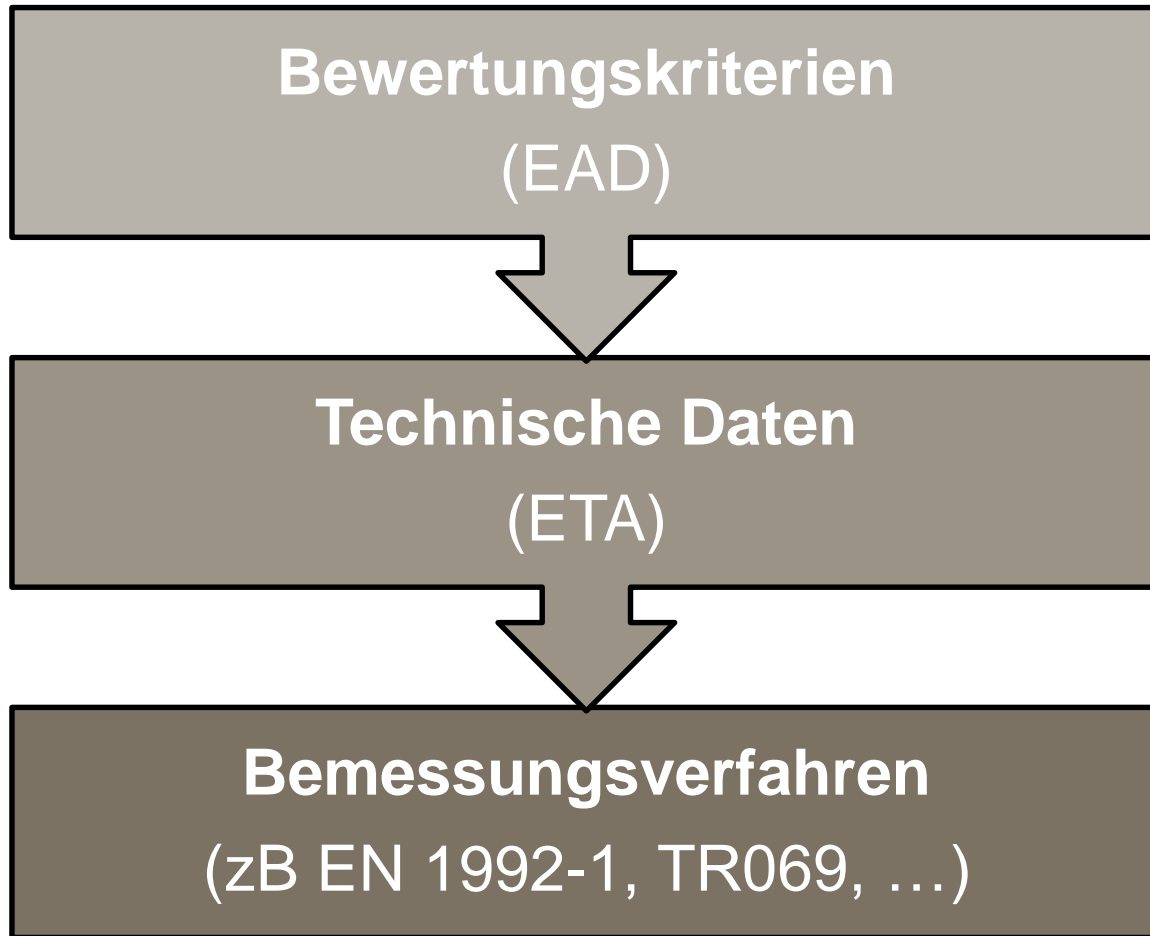 Bewertungskriterien
(EAD)
Technische Daten
(ETA)
Bemessungsverfahren
(zB EN 1992-1, TR069, …)